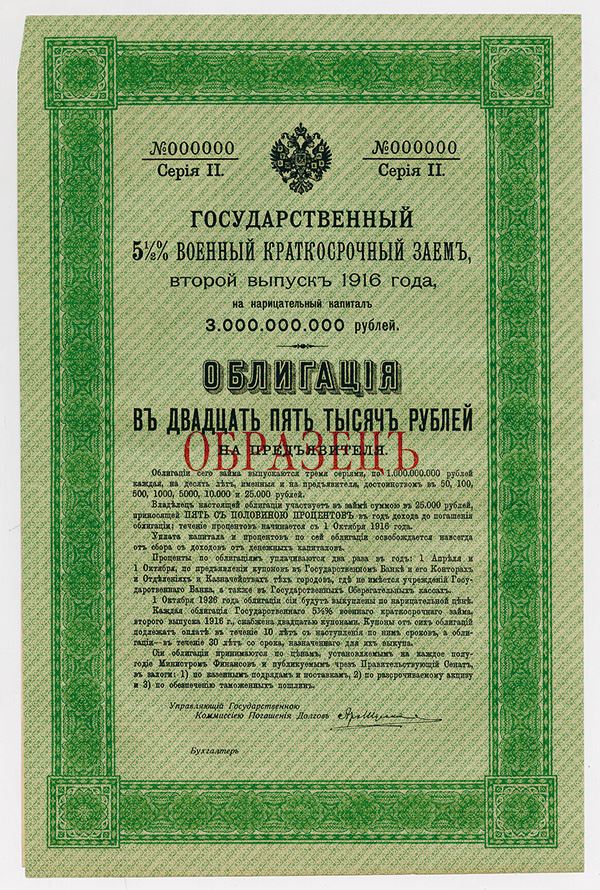 №000000 №000000
Серія II. Серія II.
ГОСУДАРСТВЕННЫЙ
5½% ВОЕННЫЙ КРАТКОСРОЧНЫЙ ЗАЕМЪ,
ВТОРОЙ ВЫПУСКЪ 1916 ГОДА,
на нарицательный капиталъ
3.000.000.000 рублей.
ОБЛИГАЦІЯ
ВЪ ДВАДЦАТЬ ПЯТЬ ТЫСЯЧЪ РУБЛЕЙ
НА ПРЕДЪЯВИТЕЛЯ.
ОБРАЗЕЦЪ
Облигаціи сего займа выпускаются тремя серіями, по 1.000.000.000 рублей
каждая, на десять лѣтъ, именныя и на предъявителя, достоинствомъ въ 50, 100,
500, 1000, 5000, 10.000 и 25.000 рублей.
Владѣлецъ настоящей облигаціи участвуетъ въ займѣ суммою въ 25.000 рублей,
приносящей ПЯТЬ СЪ ПОЛОВИНОЮ ПРОЦЕНТОВЪ въ годъ дохода до погашенія
облигаціи; теченіе процентовъ начинается съ 1 Октября 1916 года.
Уплата капитала и процентовъ по сей облигаціи освобождается навсегда
отъ сбора съ доходовъ отъ денежныхъ капиталовъ.
Проценты по облигаціямъ уплачиваются два раза въ годъ: 1 Апрѣля и
1 Октября, по предъявленіи купоновъ въ Государственномъ Банкѣ и его Конторахъ
и Отдѣленіяхъ и Казначействахъ тѣхъ городовъ, гдѣ не имѣется учрежденій Госу-
дарственнаго Банка, а также въ Государственныхъ Сберегательныхъ кассахъ.
1 Октября 1926 года облигаціи сіи будутъ выкуплены по нарицательной цѣнѣ.
Каждая облигація Государственнаго 5½% военнаго краткосрочнаго займа,
второго выпуска 1916 г., снабжена двадцатью купонами. Купоны отъ сихъ облигацій
подлежатъ оплатѣ въ теченіе 10 лѣтъ съ наступленія по нимъ сроковъ, а обли-
гаціи— въ теченіе 30 лѣтъ со срока, назначеннаго для ихъ выкупа.
Сіи облигаціи принимаются по цѣнамъ, установляемымъ на каждое полу-
годіе Министромъ Финансовъ и публикуемымъ чрезъ Правительствующій Сенатъ,
въ залоги: 1) по казеннымъ подрядамъ и поставкамъ, 2) по разсрочиваемому акцизу
и 3) по обезпеченію таможенныхъ пошлинъ.
Управляющій Государственною
Коммиссіею Погашенія Долговъ
Бухгалтеръ